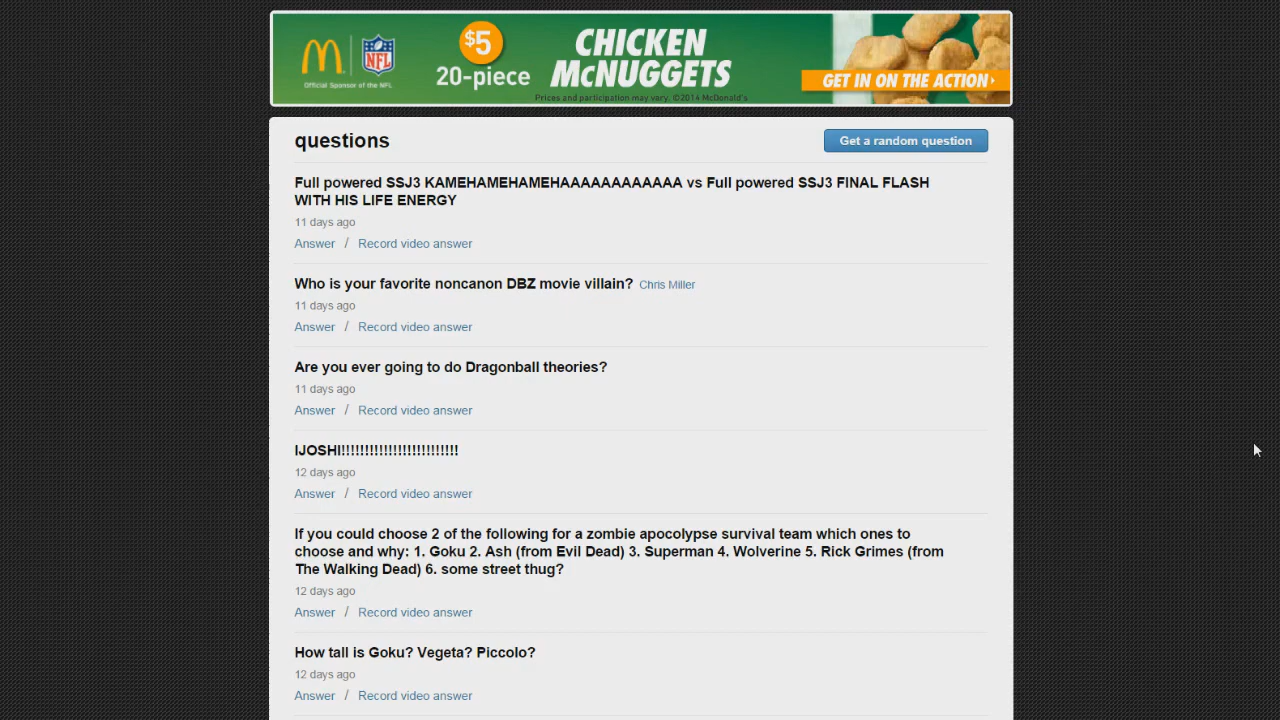 $5
20-piece
CHICKEN
McNUGGETS
GET IN ON THE ACTION
NFL
Official Sponsor of the NFL
Prices and participation may vary. ©2014 McDonald's
questions
Get a random question
Full powered SSJ3 KAMEHAMEHAMEHAAAAAAAAAAAA vs Full powered SSJ3 FINAL FLASH
WITH HIS LIFE ENERGY
11 days ago
Answer / Record video answer
Who is your favorite noncanon DBZ movie villain? Chris Miller
11 days ago
Answer / Record video answer
Are you ever going to do Dragonball theories?
11 days ago
Answer / Record video answer
IJOSHI!!!!!!!!!!!!!!!!!!!!!!!!!
12 days ago
Answer / Record video answer
If you could choose 2 of the following for a zombie apocolypse survival team which ones to
choose and why: 1. Goku 2. Ash (from Evil Dead) 3. Superman 4. Wolverine 5. Rick Grimes (from
The Walking Dead) 6. some street thug?
12 days ago
Answer / Record video answer
How tall is Goku? Vegeta? Piccolo?
12 days ago
Answer / Record video answer